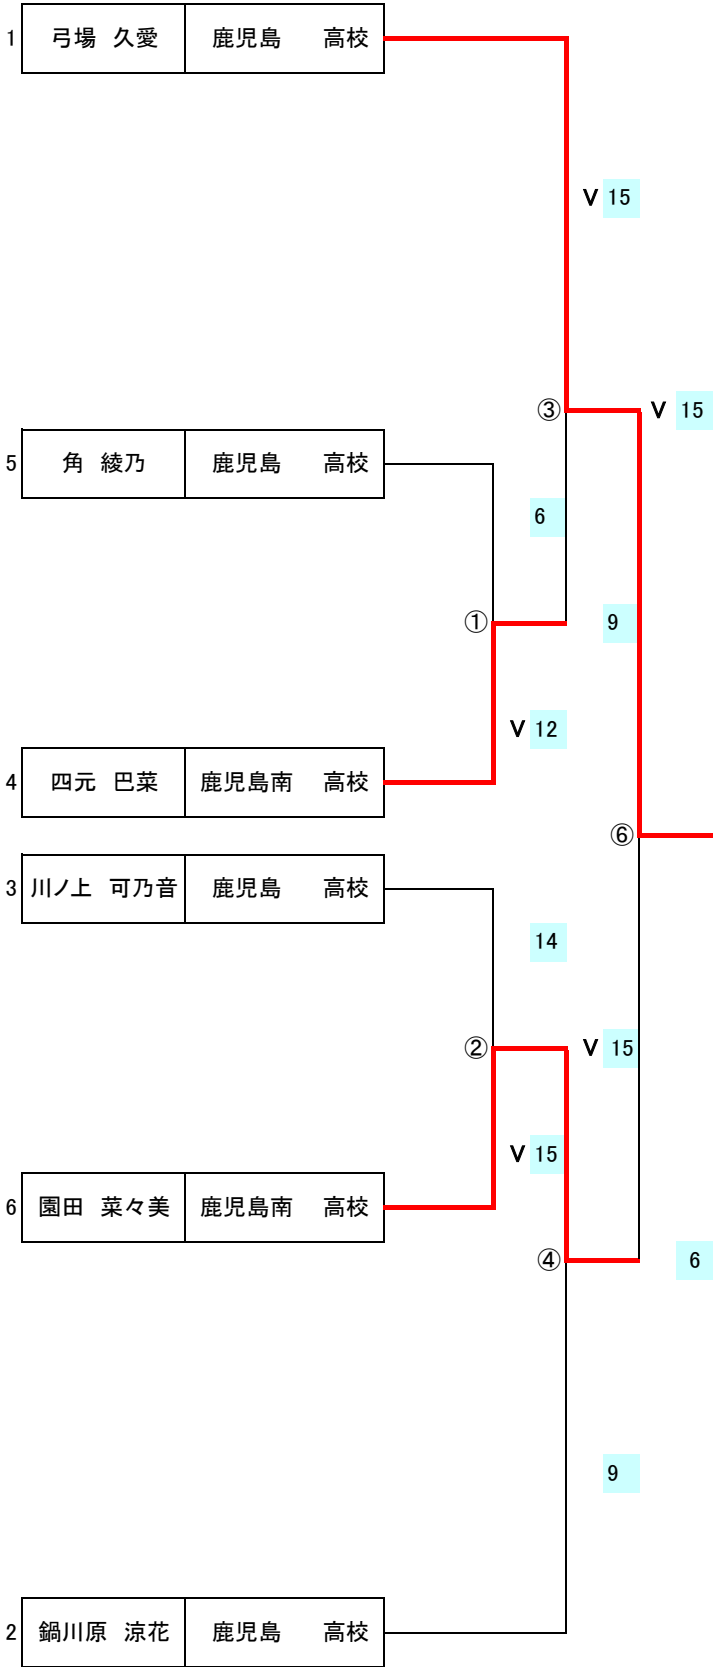 1 弓場 久愛 鹿児島 高校
V 15
③ V 15
5 角 綾乃 鹿児島 高校
6
① 9
V 12
4 四元 巴菜 鹿児島南 高校
⑥
3 川ノ上 可乃音 鹿児島 高校
14
② V 15
V 15
6 園田 菜々美 鹿児島南 高校
④ 6
9
2 鍋川原 涼花 鹿児島 高校